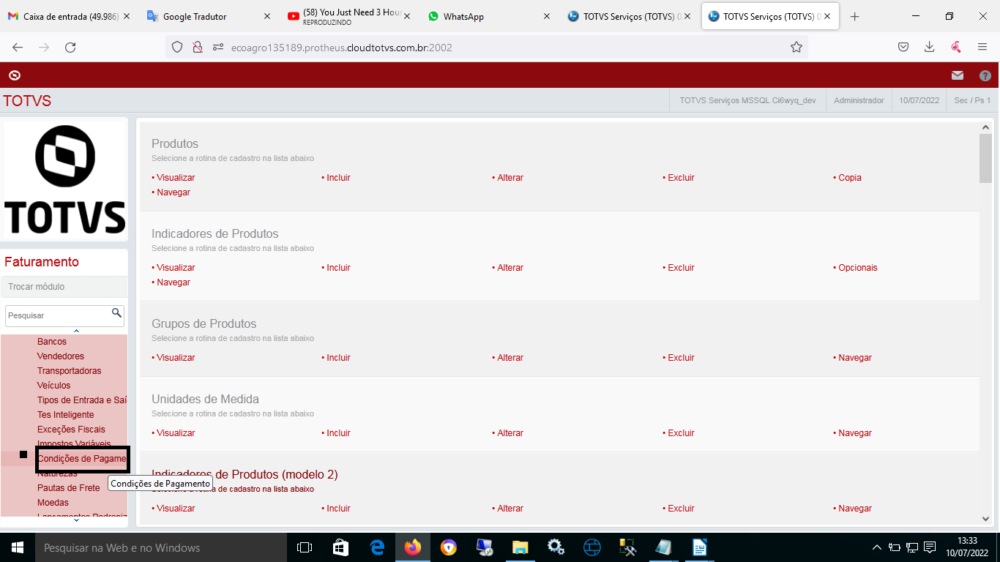 Caixa de entrada (49.986)
Google Tradutor
(58) You Just Need 3 Hour
REPRODUZINDO
WhatsApp
TOTVS Serviços (TOTVS) 0
TOTVS Serviços (TOTVS) 0
ecoagro135189.protheus.cloudtotvs.com.br:2002
TOTVS
TOTVS Serviços MSSQL Ci6wyq_dev
Administrador
10/07/2022
Sec / Ps 1
TOTVS
Faturamento
Trocar módulo
Pesquisar
Bancos
Vendedores
Transportadoras
Veículos
Tipos de Entrada e Saí
Tes Inteligente
Exceções Fiscais
Impostos Variáveis
Condições de Pagame
Naturezas
Condições de Pagamento
Pautas de Frete
Moedas
Lançamentos Padroniz
Produtos
Selecione a rotina de cadastro na lista abaixo
• Visualizar • Incluir • Alterar • Excluir • Copia
• Navegar
Indicadores de Produtos
Selecione a rotina de cadastro na lista abaixo
• Visualizar • Incluir • Alterar • Excluir • Opcionais
• Navegar
Grupos de Produtos
Selecione a rotina de cadastro na lista abaixo
• Visualizar • Incluir • Alterar • Excluir • Navegar
Unidades de Medida
Selecione a rotina de cadastro na lista abaixo
• Visualizar • Incluir • Alterar • Excluir • Navegar
Indicadores de Produtos (modelo 2)
Selecione a rotina de cadastro na lista abaixo
• Visualizar • Incluir • Alterar • Excluir • Navegar
Pesquisar na Web e no Windows
13:33
10/07/2022